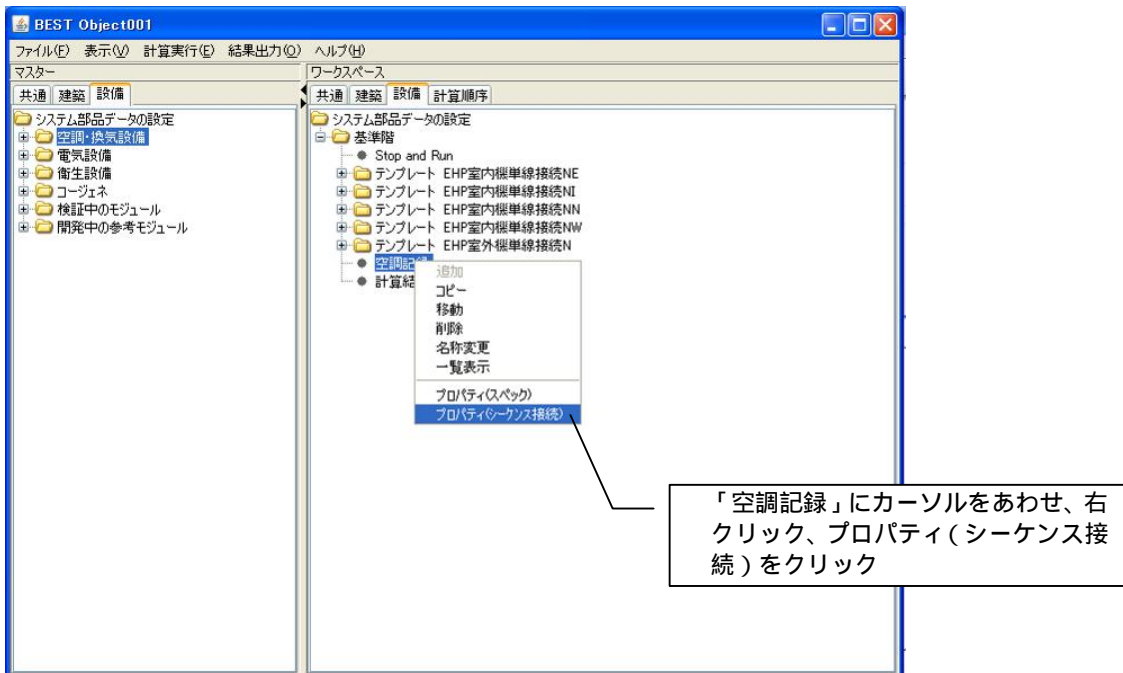 BEST Object001
ファイル(F) 表示(V) 計算実行(E) 結果出力(O) ヘルプ(H)
マスター
共通 建築 設備
システム部品データの設定
空調・換気設備
電気設備
衛生設備
コージェネ
検証中のモジュール
開発中の参考モジュール
ワークスペース
共通 建築 設備 計算順序
システム部品データの設定
基準階
Stop and Run
テンプレート EHP室内機単線接続NE
テンプレート EHP室内機単線接続NI
テンプレート EHP室内機単線接続NN
テンプレート EHP室内機単線接続NW
テンプレート EHP室外機単線接続N
空調記録
計算結
追加
コピー
移動
削除
名称変更
一覧表示
プロパティ(スペック)
プロパティ(シーケンス接続)
「空調記録」にカーソルをあわせ、右
クリック、プロパティ(シーケンス接
続)をクリック